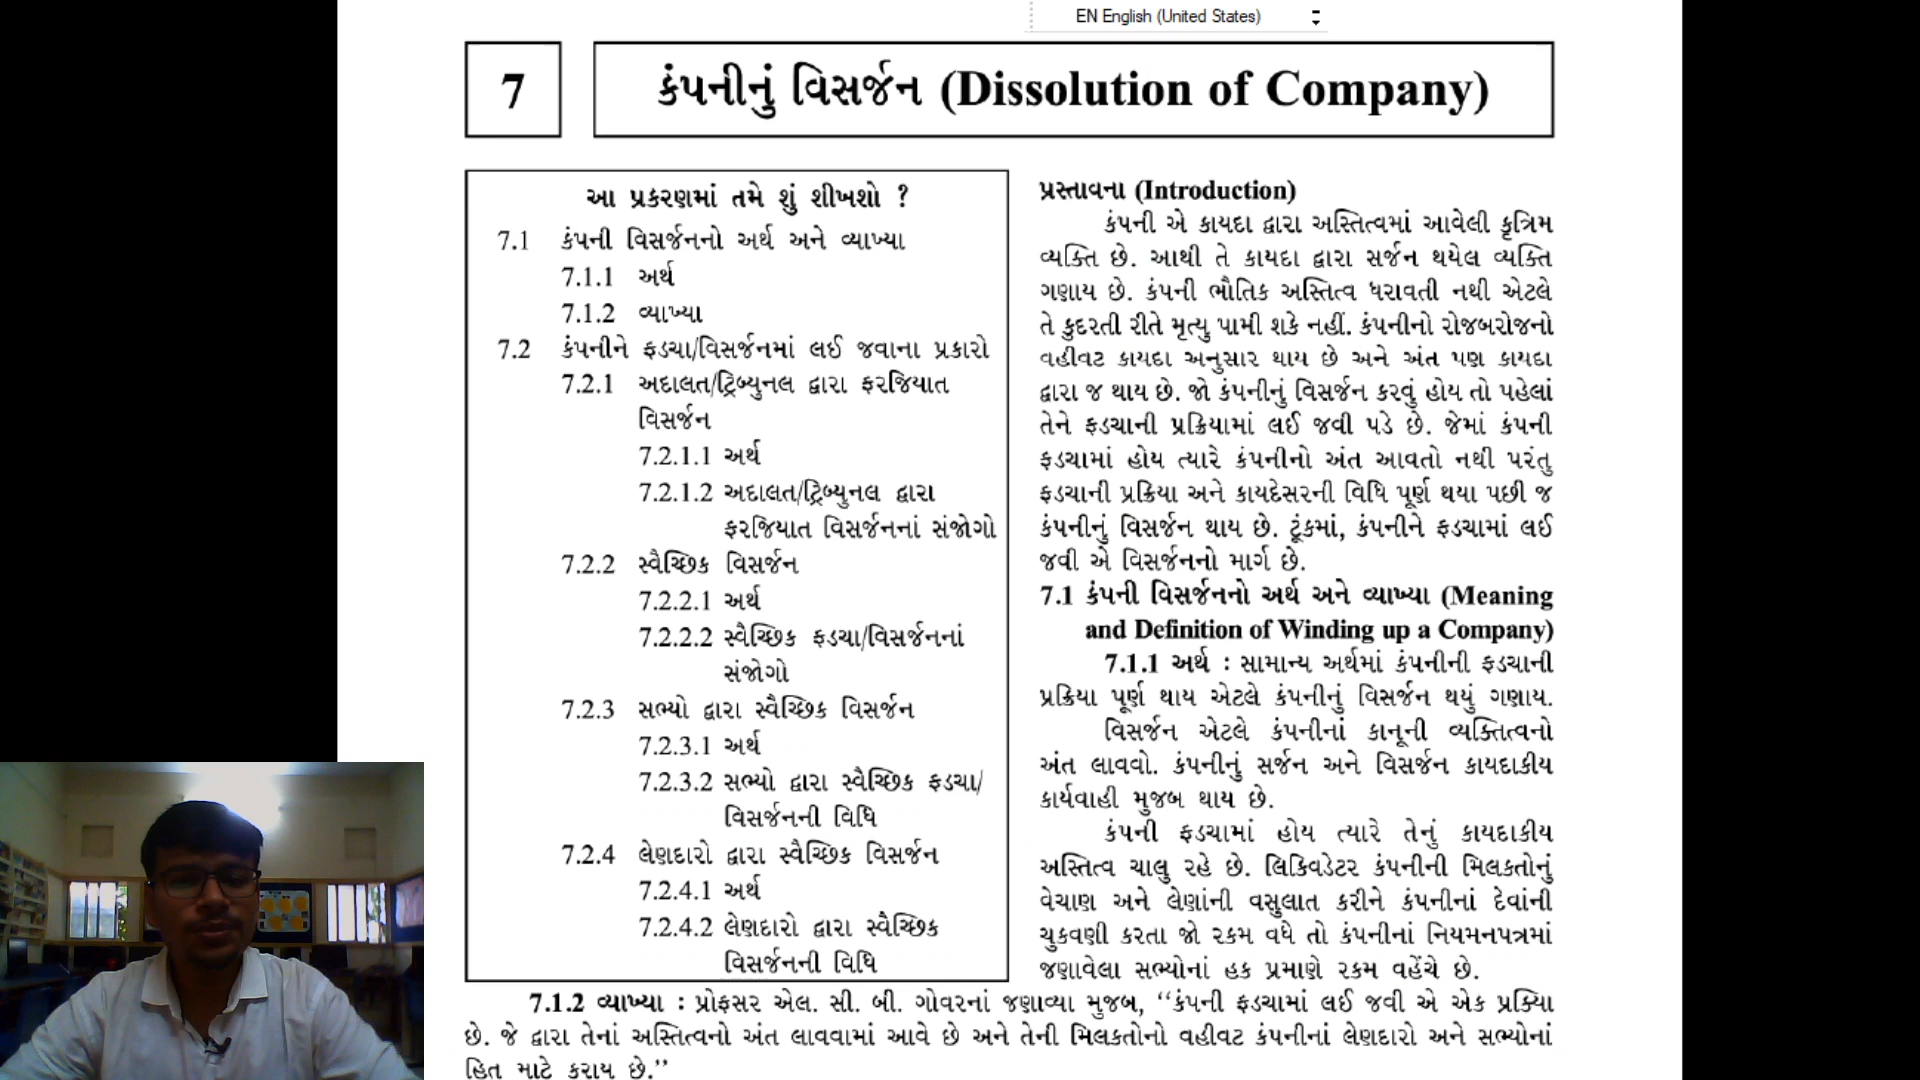 EN English (United States)
7
કંપનીનું વિસર્જન (Dissolution of Company)
આ પ્રકરણમાં તમે શું શીખશો ?
7.1 કંપની વિસર્જનનો અર્થ અને વ્યાખ્યા
7.1.1 અર્થ
7.1.2 વ્યાખ્યા
7.2 કંપનીને ફડચા/વિસર્જનમાં લઈ જવાના પ્રકારો
7.2.1 અદાલત/ટ્રિબ્યુનલ દ્વારા ફરજિયાત
વિસર્જન
7.2.1.1 અર્થ
7.2.1.2 અદાલત/ટ્રિબ્યુનલ દ્વારા
ફરજિયાત વિસર્જનનાં સંજોગો
7.2.2 સ્વૈચ્છિક વિસર્જન
7.2.2.1 અર્થ
7.2.2.2 સ્વૈચ્છિક ફડચા/વિસર્જનનાં
સંજોગો
7.2.3 સભ્યો દ્વારા સ્વૈચ્છિક વિસર્જન
7.2.3.1 અર્થ
7.2.3.2 સભ્યો દ્વારા સ્વૈચ્છિક ફડચા/
વિસર્જનની વિધિ
7.2.4 લેણદારો દ્વારા સ્વૈચ્છિક વિસર્જન
7.2.4.1 અર્થ
7.2.4.2 લેણદારો દ્વારા સ્વૈચ્છિક
વિસર્જનની વિધિ
પ્રસ્તાવના (Introduction)
કંપની એ કાયદા દ્વારા અસ્તિત્વમાં આવેલી કૃત્રિમ
વ્યક્તિ છે. આથી તે કાયદા દ્વારા સર્જન થયેલ વ્યક્તિ
ગણાય છે. કંપની ભૌતિક અસ્તિત્વ ધરાવતી નથી એટલે
તે કુદરતી રીતે મૃત્યુ પામી શકે નહીં. કંપનીનો રોજબરોજનો
વહીવટ કાયદા અનુસાર થાય છે અને અંત પણ કાયદા
દ્વારા જ થાય છે. જો કંપનીનું વિસર્જન કરવું હોય તો પહેલાં
તેને ફડચાની પ્રક્રિયામાં લઈ જવી પડે છે. જેમાં કંપની
ફડચામાં હોય ત્યારે કંપનીનો અંત આવતો નથી પરંતુ
ફડચાની પ્રક્રિયા અને કાયદેસરની વિધિ પૂર્ણ થયા પછી જ
કંપનીનું વિસર્જન થાય છે. ટૂંકમાં, કંપનીને ફડચામાં લઈ
જવી એ વિસર્જનનો માર્ગ છે.
7.1 કંપની વિસર્જનનો અર્થ અને વ્યાખ્યા (Meaning
and Definition of Winding up a Company)
7.1.1 અર્થ : સામાન્ય અર્થમાં કંપનીની ફડચાની
પ્રક્રિયા પૂર્ણ થાય એટલે કંપનીનું વિસર્જન થયું ગણાય.
વિસર્જન એટલે કંપનીનાં કાનૂની વ્યક્તિત્વનો
અંત લાવવો. કંપનીનું સર્જન અને વિસર્જન કાયદાકીય
કાર્યવાહી મુજબ થાય છે.
કંપની ફડચામાં હોય ત્યારે તેનું કાયદાકીય
અસ્તિત્વ ચાલુ રહે છે. લિક્વિડેટર કંપનીની મિલકતોનું
વેચાણ અને લેણાંની વસુલાત કરીને કંપનીનાં દેવાંની
ચુકવણી કરતા જો રકમ વધે તો કંપનીનાં નિયમનપત્રમાં
જણાવેલા સભ્યોનાં હક પ્રમાણે રકમ વહેંચે છે.
7.1.2 વ્યાખ્યા : પ્રોફસર એલ. સી. બી. ગોવરનાં જણાવ્યા મુજબ, ‘‘કંપની ફડચામાં લઈ જવી એ એક પ્રક્રિયા
છે. જે દ્વારા તેનાં અસ્તિત્વનો અંત લાવવામાં આવે છે અને તેની મિલકતોનો વહીવટ કંપનીનાં લેણદારો અને સભ્યોનાં
હિત માટે કરાય છે.’’